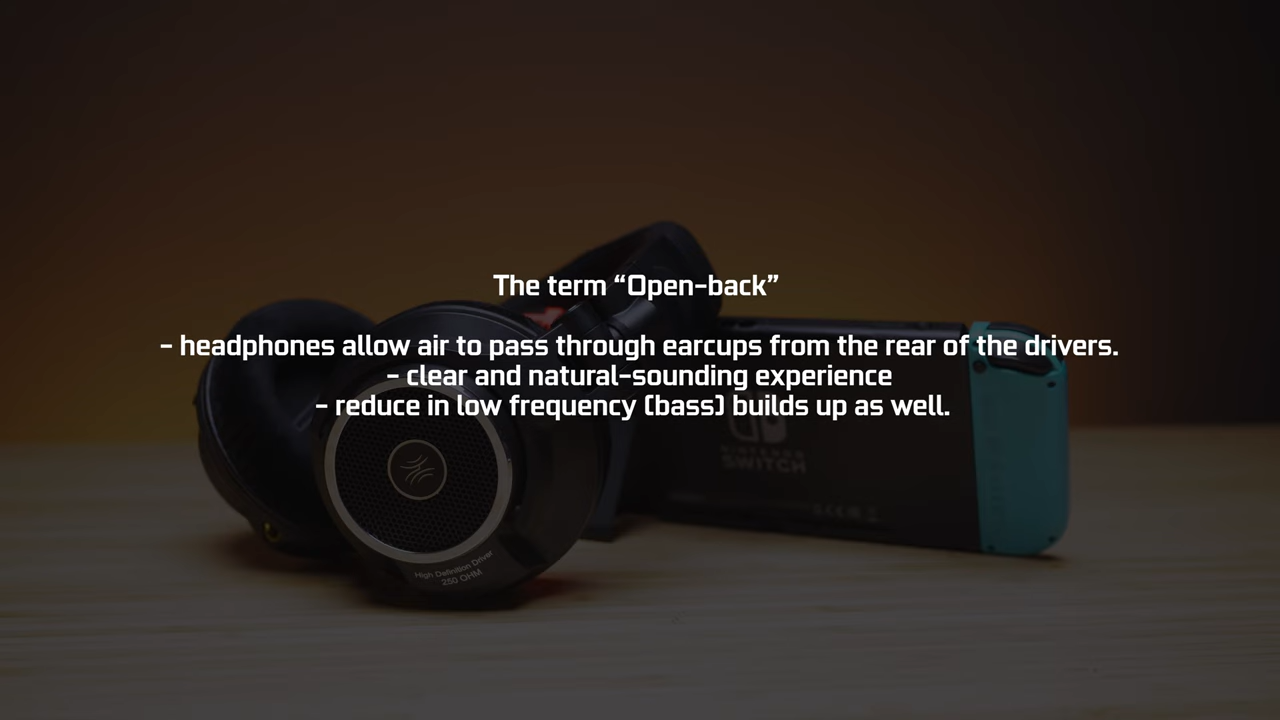 The term “Open-back”
- headphones allow air to pass through earcups from the rear of the drivers.
- clear and natural-sounding experience
- reduce in low frequency (bass) builds up as well.
NINTENDO
SWITCH
High Definition Driver
250 OHM